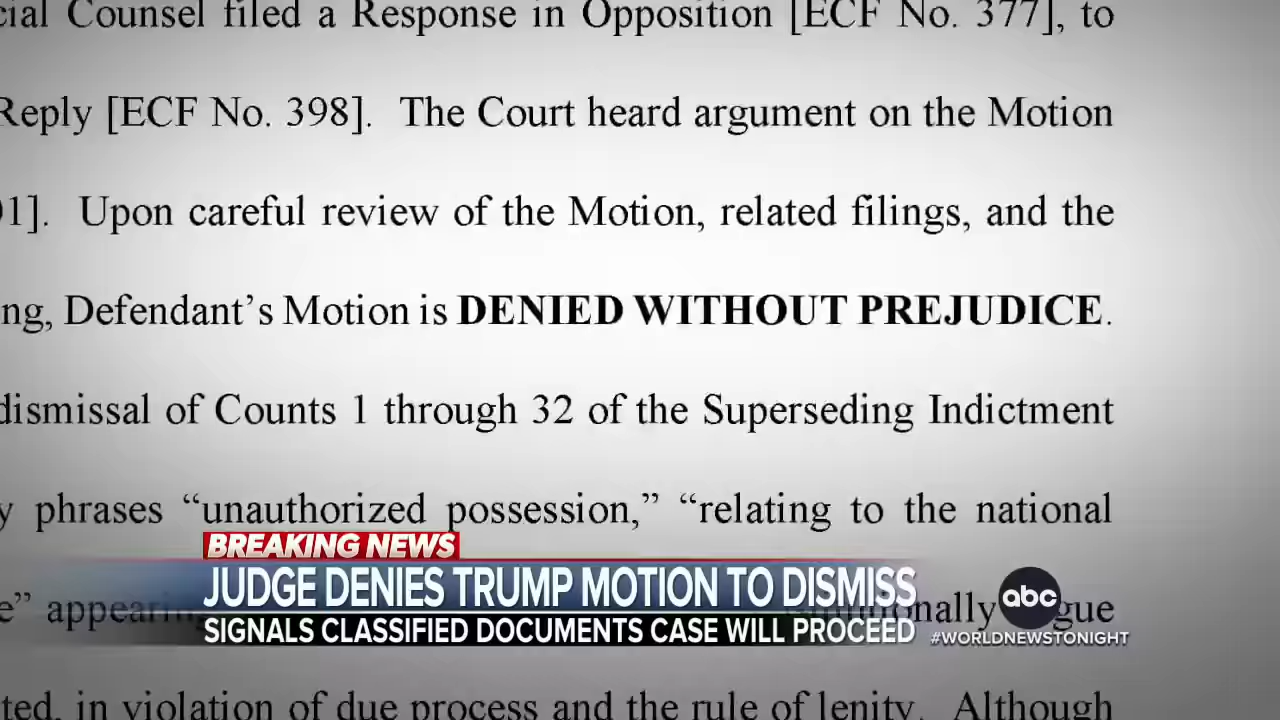 cial Counsel filed a Response in Opposition [ECF No. 377], to
Reply [ECF No. 398]. The Court heard argument on the Motion
01]. Upon careful review of the Motion, related filings, and the
ng, Defendant’s Motion is DENIED WITHOUT PREJUDICE.
dismissal of Counts 1 through 32 of the Superseding Indictment
y phrases “unauthorized possession,” “relating to the national
BREAKING NEWS
JUDGE DENIES TRUMP MOTION TO DISMISS
SIGNALS CLASSIFIED DOCUMENTS CASE WILL PROCEED
abc
#WORLDNEWSTONIGHT
e” appearin
nally gue
ted, in violation of due process and the rule of lenity. Although